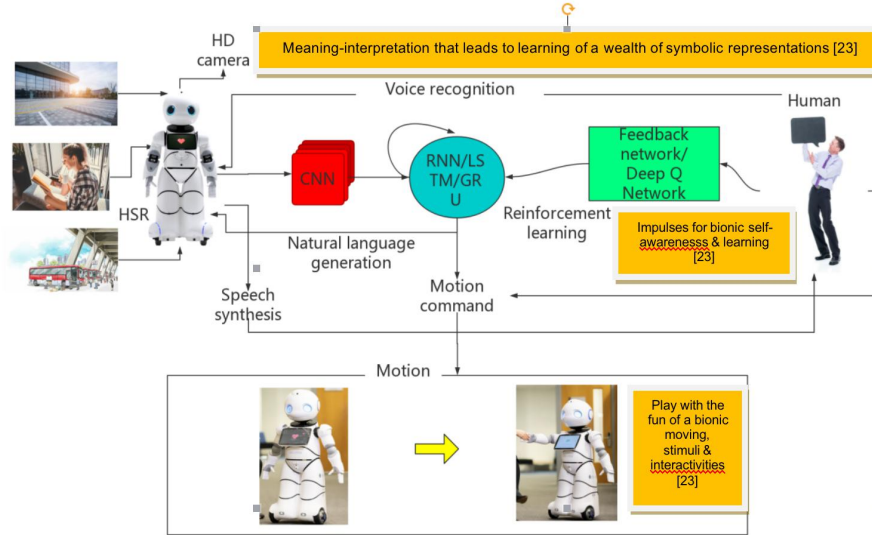 HD
camera
Meaning-interpretation that leads to learning of a wealth of symbolic representations [23]
Voice recognition
Human
CNN
RNN/LS
TM/GR
U
Feedback
network/
Deep Q
Network
HSR
Reinforcement
learning
Natural language
generation
Impulses for bionic self-
awarenesss & learning
[23]
Speech
synthesis
Motion
command
Motion
Play with the
fun of a bionic
moving,
stimuli &
interactivities
[23]